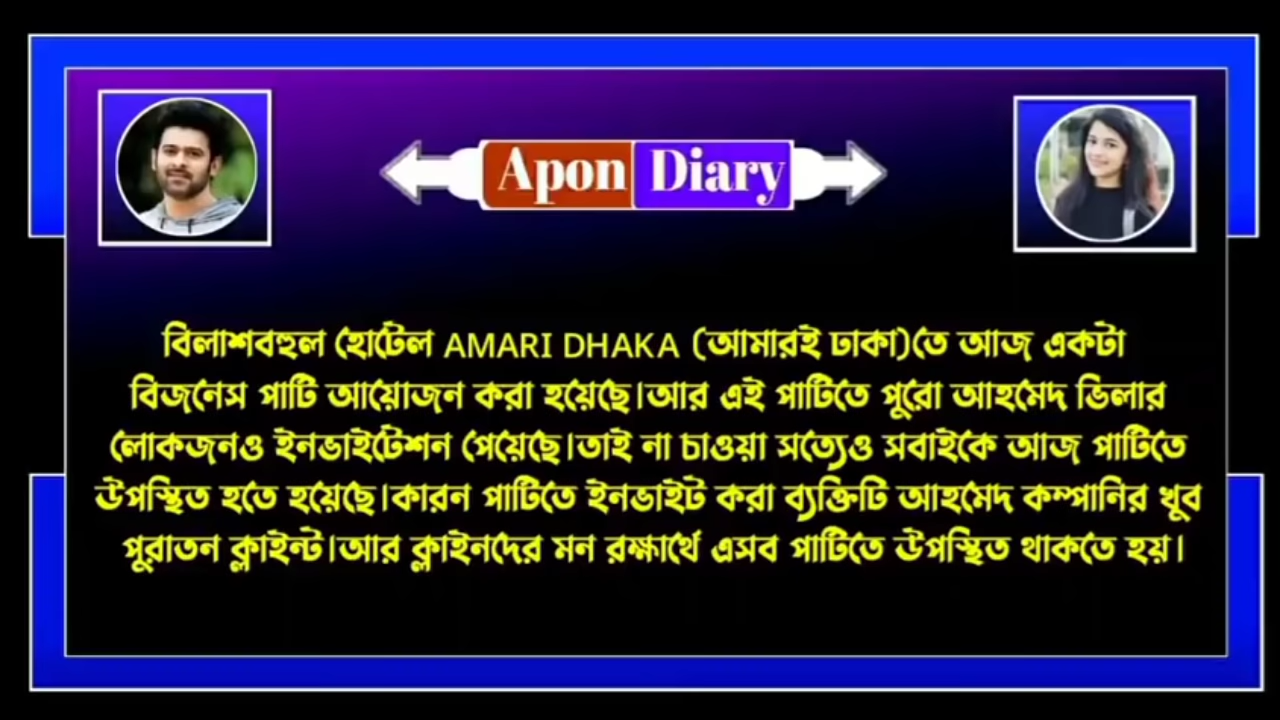 Apon Diary
বিলাশবহুল হোটেল AMARI DHAKA (আমারই ঢাকা)তে আজ একটা
বিজনেস পাটি আয়োজন করা হয়েছে।আর এই পাটিতে পুরো আহমেদ ভিলার
লোকজনও ইনভাইটেশন পেয়েছে।তাই না চাওয়া সত্যেও সবাইকে আজ পাটিতে
উপস্থিত হতে হয়েছে।কারন পাটিতে ইনভাইট করা ব্যক্তিটি আহমেদ কম্পানির খুব
পুরাতন ক্লাইন্ট।আর ক্লাইনদের মন রক্ষার্থে এসব পাটিতে উপস্থিত থাকতে হয়।